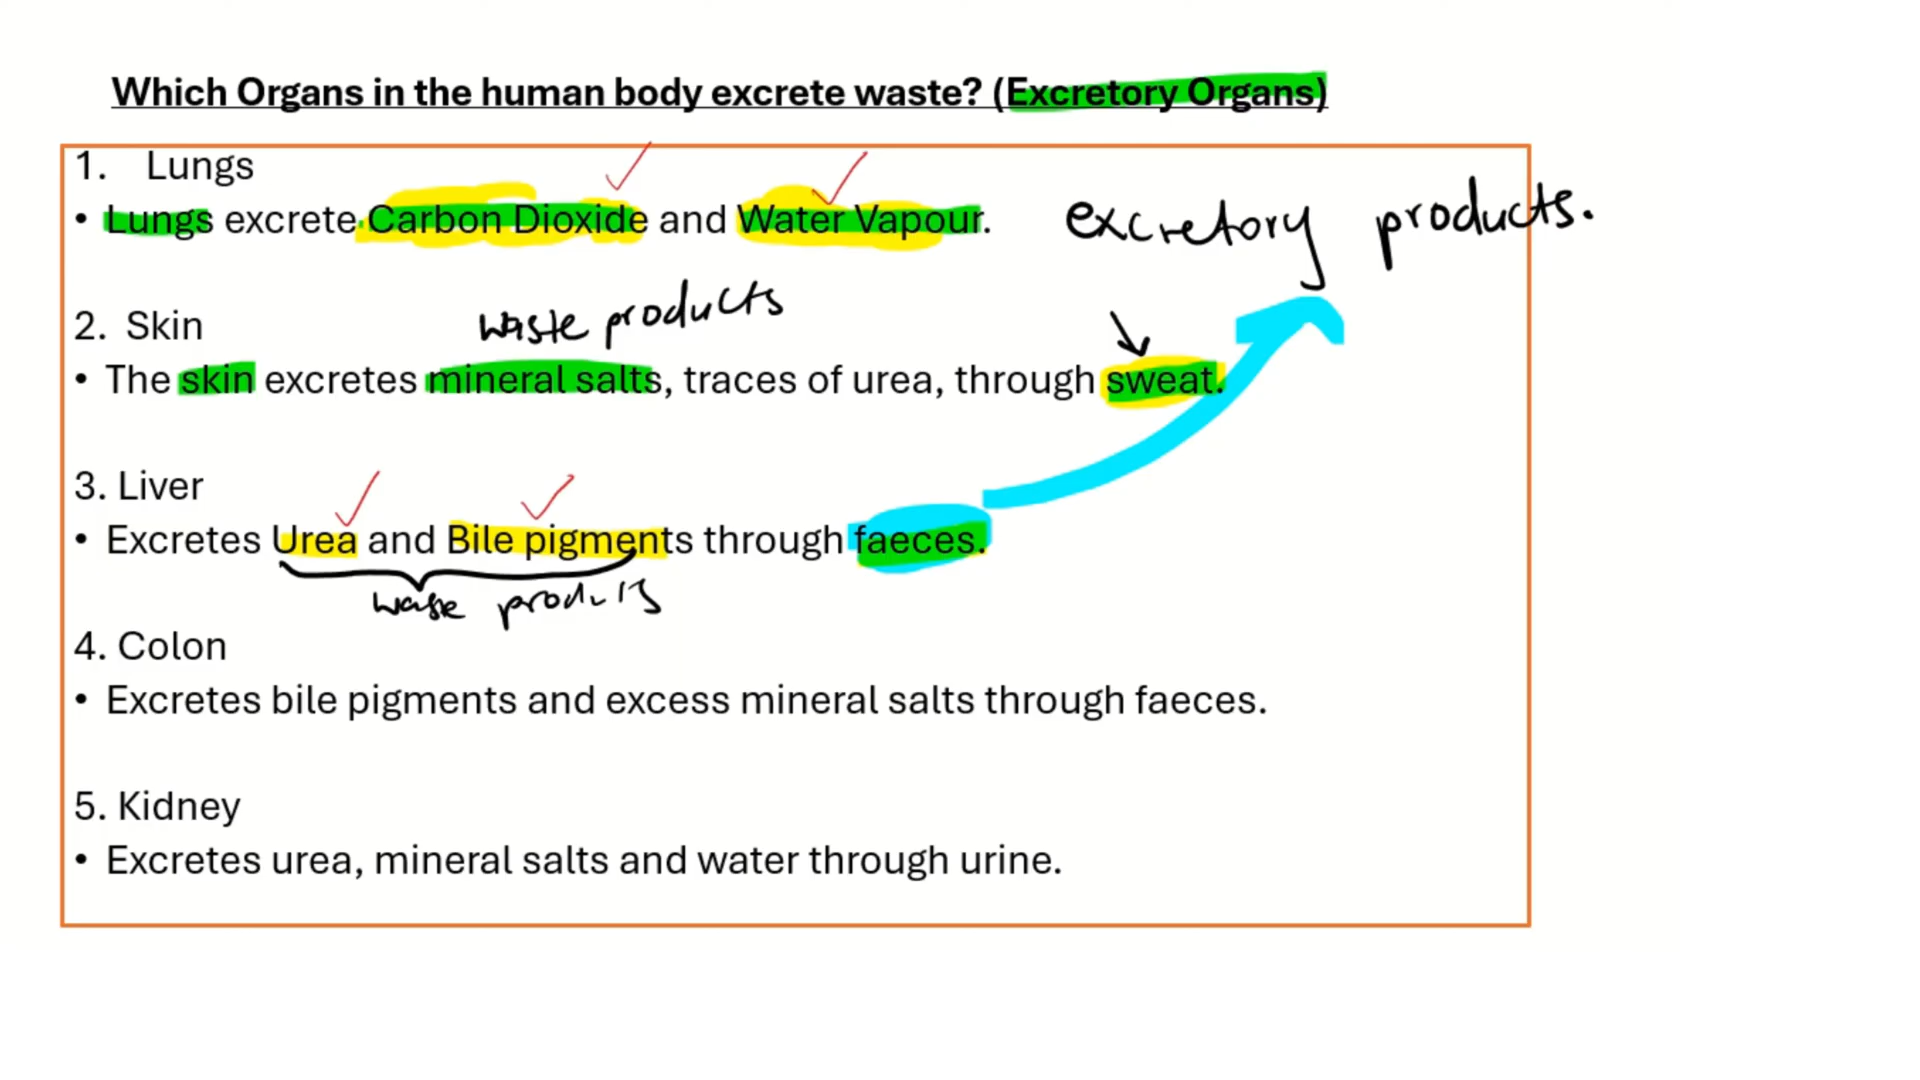 Which Organs in the human body excrete waste? (Excretory Organs)
1. Lungs
• Lungs excrete Carbon Dioxide and Water Vapour.
excretory products.
waste products
2. Skin
• The skin excretes mineral salts, traces of urea, through sweat.
3. Liver
• Excretes Urea and Bile pigments through faeces.
waste products
4. Colon
• Excretes bile pigments and excess mineral salts through faeces.
5. Kidney
• Excretes urea, mineral salts and water through urine.